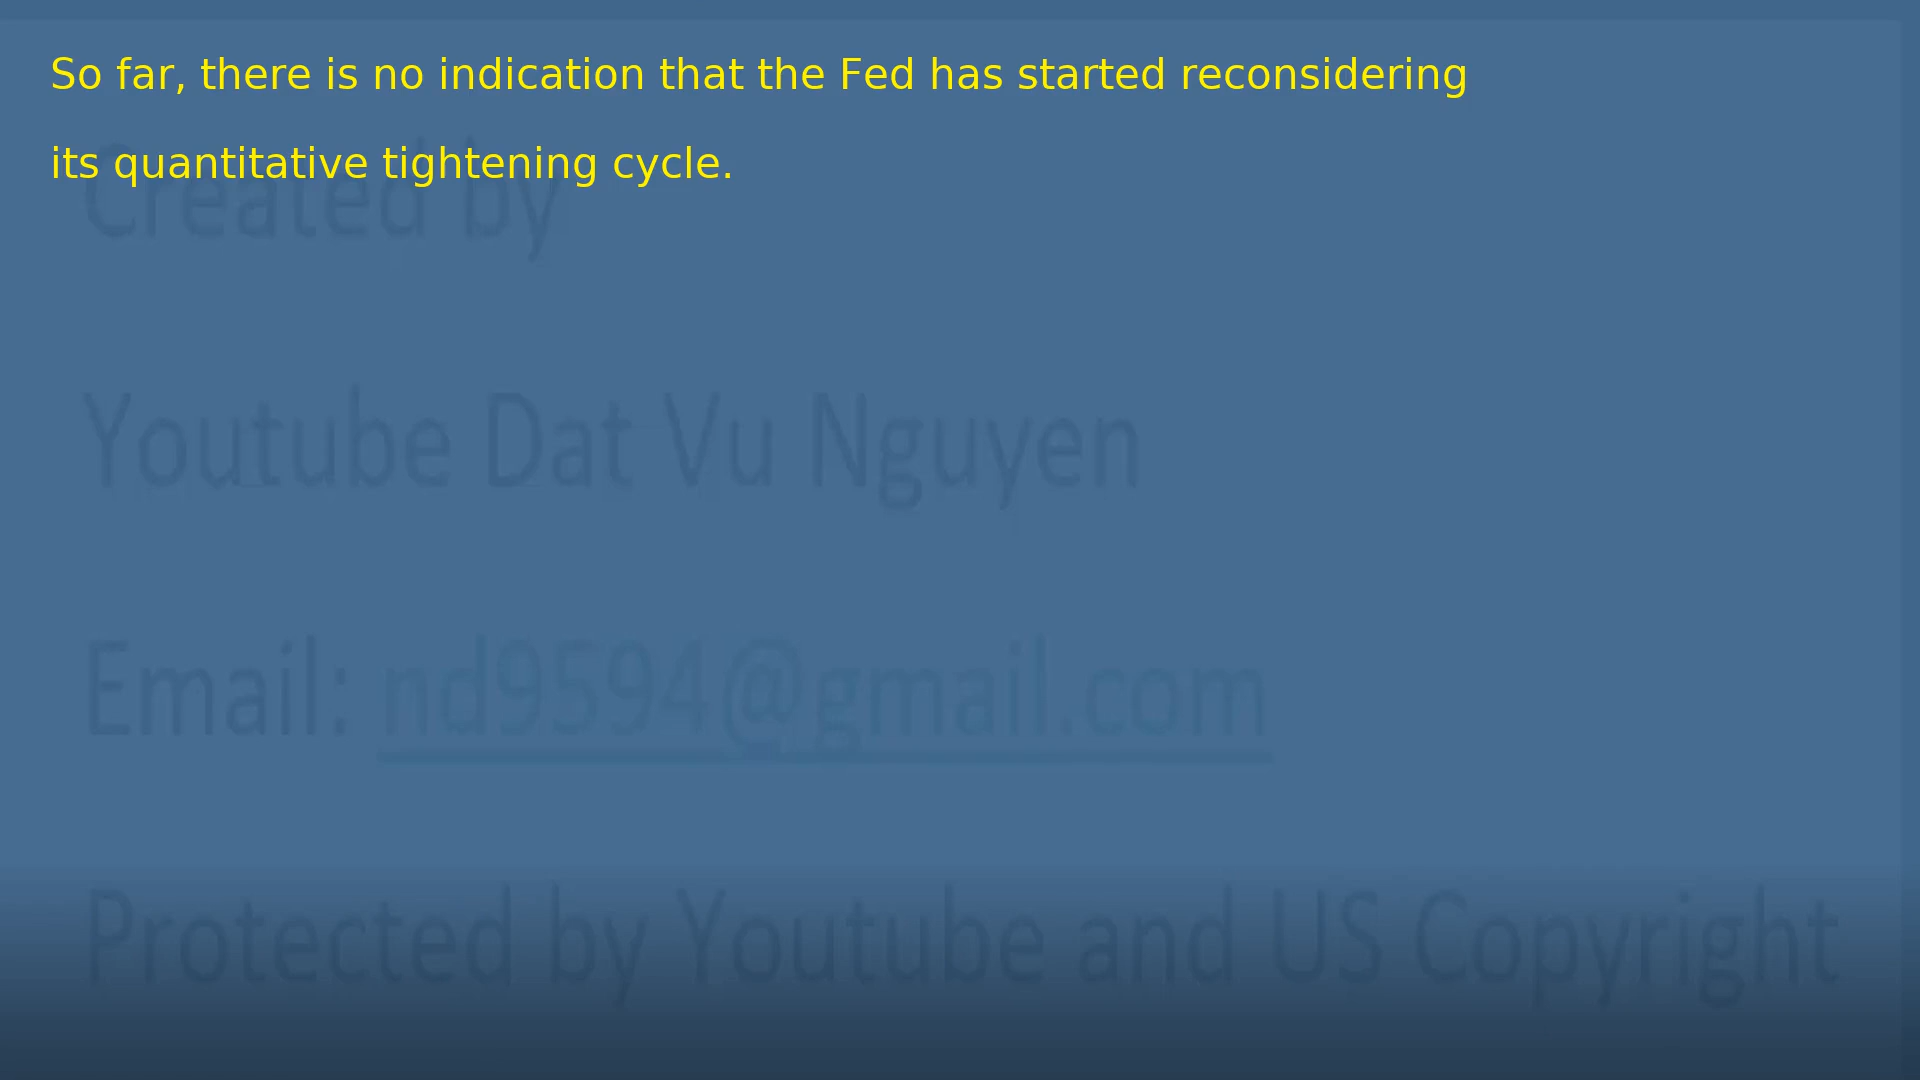 So far, there is no indication that the Fed has started reconsidering
its quantitative tightening cycle.
Created by
Youtube Dat Vu Nguyen
Email: nd9594@gmail.com
Protected by Youtube and US Copyright